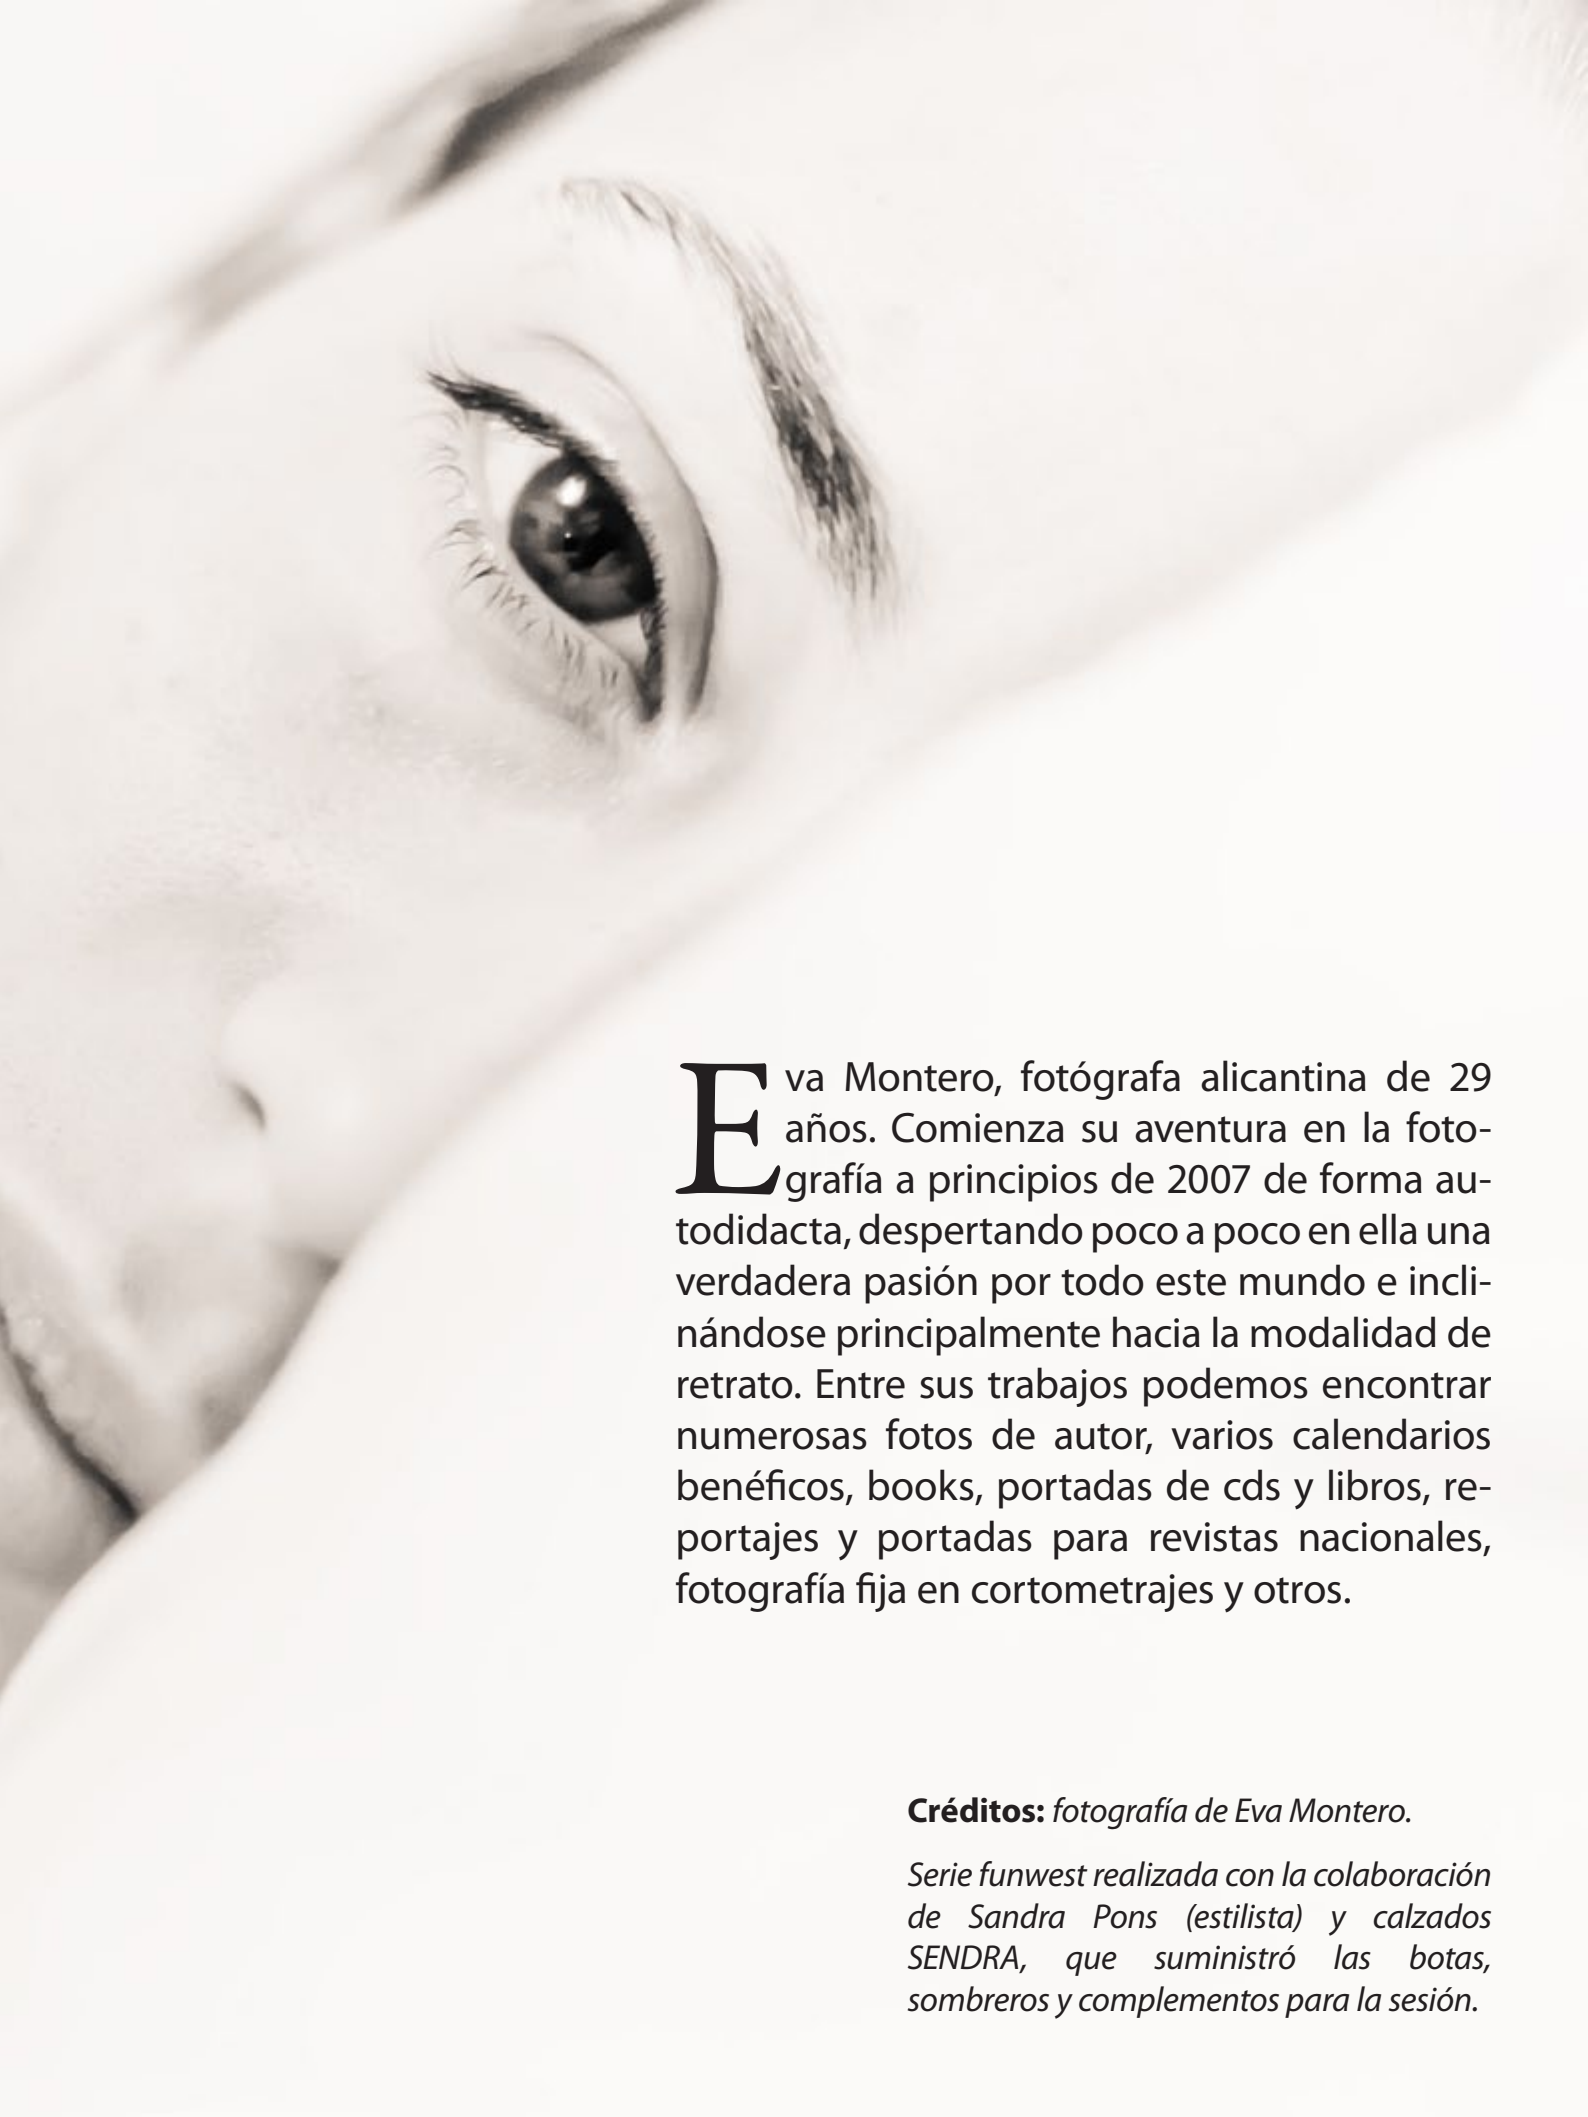 Eva Montero, fotógrafa alicantina de 29
años. Comienza su aventura en la foto-
grafía a principios de 2007 de forma au-
todidacta, despertando poco a poco en ella una
verdadera pasión por todo este mundo e incli-
nándose principalmente hacia la modalidad de
retrato. Entre sus trabajos podemos encontrar
numerosas fotos de autor, varios calendarios
benéficos, books, portadas de cds y libros, re-
portajes y portadas para revistas nacionales,
fotografía fija en cortometrajes y otros.
Créditos: fotografía de Eva Montero.
Serie funwest realizada con la colaboración
de Sandra Pons (estilista) y calzados
SENDRA, que suministró las botas,
sombreros y complementos para la sesión.